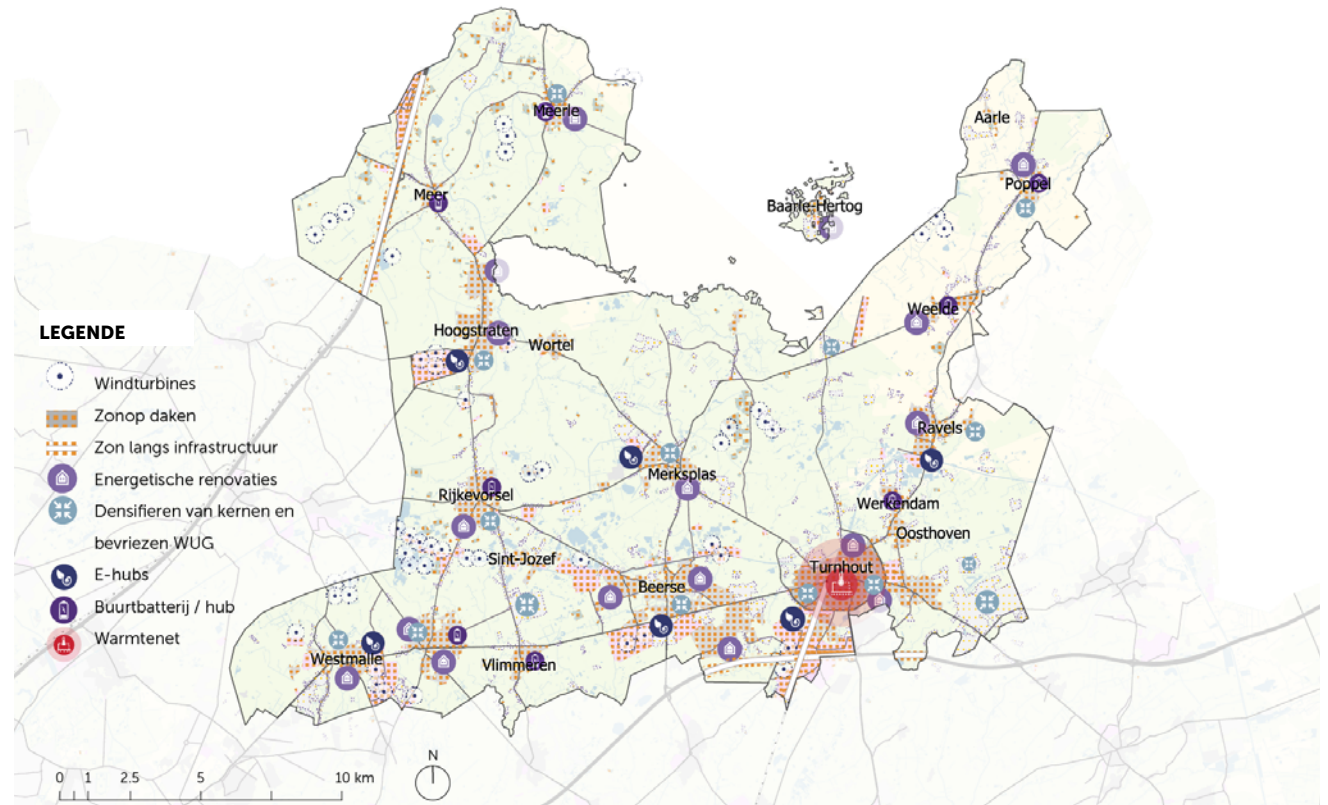 Meerle
Aarle
Poppel
Meer
Baarle-Hertog
Weelde
LEGENDE
Hoogstraten
Wortel
Windturbines
Zonop daken
Zon langs infrastructuur
Energetische renovaties
Densifieren van kernen en
bevriezen WUG
E-hubs
Buurtbatterij / hub
Warmtenet
Ravels
Merksplas
Rijkevorsel
Werkendam
Oosthoven
Sint-Jozef
Turnhout
Beerse
Westmalle
Vlimmeren
N
0 1 2.5 5 10 km